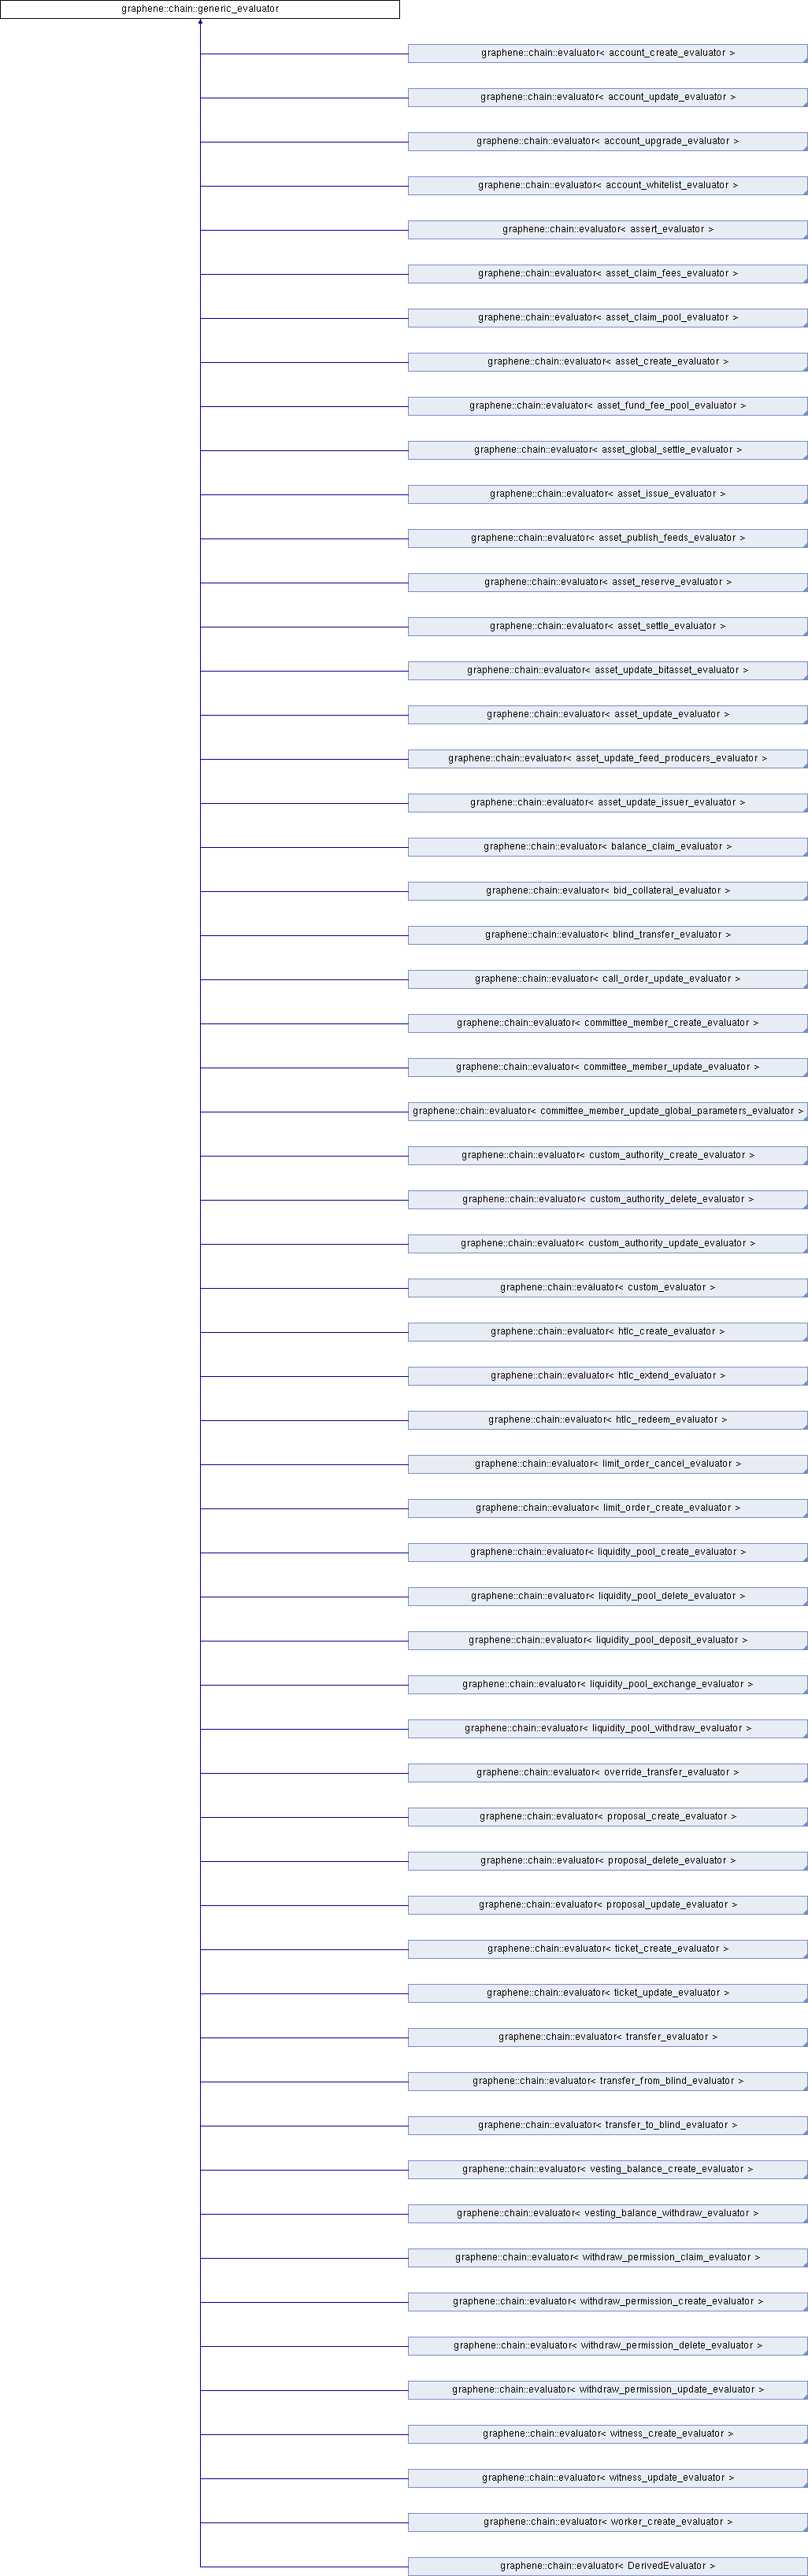 graphene::chain::generic_evaluator
graphene::chain::evaluator< account_create_evaluator >
graphene::chain::evaluator< account_update_evaluator >
graphene::chain::evaluator< account_upgrade_evaluator >
graphene::chain::evaluator< account_whitelist_evaluator >
graphene::chain::evaluator< assert_evaluator >
graphene::chain::evaluator< asset_claim_fees_evaluator >
graphene::chain::evaluator< asset_claim_pool_evaluator >
graphene::chain::evaluator< asset_create_evaluator >
graphene::chain::evaluator< asset_fund_fee_pool_evaluator >
graphene::chain::evaluator< asset_global_settle_evaluator >
graphene::chain::evaluator< asset_issue_evaluator >
graphene::chain::evaluator< asset_publish_feeds_evaluator >
graphene::chain::evaluator< asset_reserve_evaluator >
graphene::chain::evaluator< asset_settle_evaluator >
graphene::chain::evaluator< asset_update_bitasset_evaluator >
graphene::chain::evaluator< asset_update_evaluator >
graphene::chain::evaluator< asset_update_feed_producers_evaluator >
graphene::chain::evaluator< asset_update_issuer_evaluator >
graphene::chain::evaluator< balance_claim_evaluator >
graphene::chain::evaluator< bid_collateral_evaluator >
graphene::chain::evaluator< blind_transfer_evaluator >
graphene::chain::evaluator< call_order_update_evaluator >
graphene::chain::evaluator< committee_member_create_evaluator >
graphene::chain::evaluator< committee_member_update_evaluator >
graphene::chain::evaluator< committee_member_update_global_parameters_evaluator >
graphene::chain::evaluator< custom_authority_create_evaluator >
graphene::chain::evaluator< custom_authority_delete_evaluator >
graphene::chain::evaluator< custom_authority_update_evaluator >
graphene::chain::evaluator< custom_evaluator >
graphene::chain::evaluator< htlc_create_evaluator >
graphene::chain::evaluator< htlc_extend_evaluator >
graphene::chain::evaluator< htlc_redeem_evaluator >
graphene::chain::evaluator< limit_order_cancel_evaluator >
graphene::chain::evaluator< limit_order_create_evaluator >
graphene::chain::evaluator< liquidity_pool_create_evaluator >
graphene::chain::evaluator< liquidity_pool_delete_evaluator >
graphene::chain::evaluator< liquidity_pool_deposit_evaluator >
graphene::chain::evaluator< liquidity_pool_exchange_evaluator >
graphene::chain::evaluator< liquidity_pool_withdraw_evaluator >
graphene::chain::evaluator< override_transfer_evaluator >
graphene::chain::evaluator< proposal_create_evaluator >
graphene::chain::evaluator< proposal_delete_evaluator >
graphene::chain::evaluator< proposal_update_evaluator >
graphene::chain::evaluator< ticket_create_evaluator >
graphene::chain::evaluator< ticket_update_evaluator >
graphene::chain::evaluator< transfer_evaluator >
graphene::chain::evaluator< transfer_from_blind_evaluator >
graphene::chain::evaluator< transfer_to_blind_evaluator >
graphene::chain::evaluator< vesting_balance_create_evaluator >
graphene::chain::evaluator< vesting_balance_withdraw_evaluator >
graphene::chain::evaluator< withdraw_permission_claim_evaluator >
graphene::chain::evaluator< withdraw_permission_create_evaluator >
graphene::chain::evaluator< withdraw_permission_delete_evaluator >
graphene::chain::evaluator< withdraw_permission_update_evaluator >
graphene::chain::evaluator< witness_create_evaluator >
graphene::chain::evaluator< witness_update_evaluator >
graphene::chain::evaluator< worker_create_evaluator >
graphene::chain::evaluator< DerivedEvaluator >